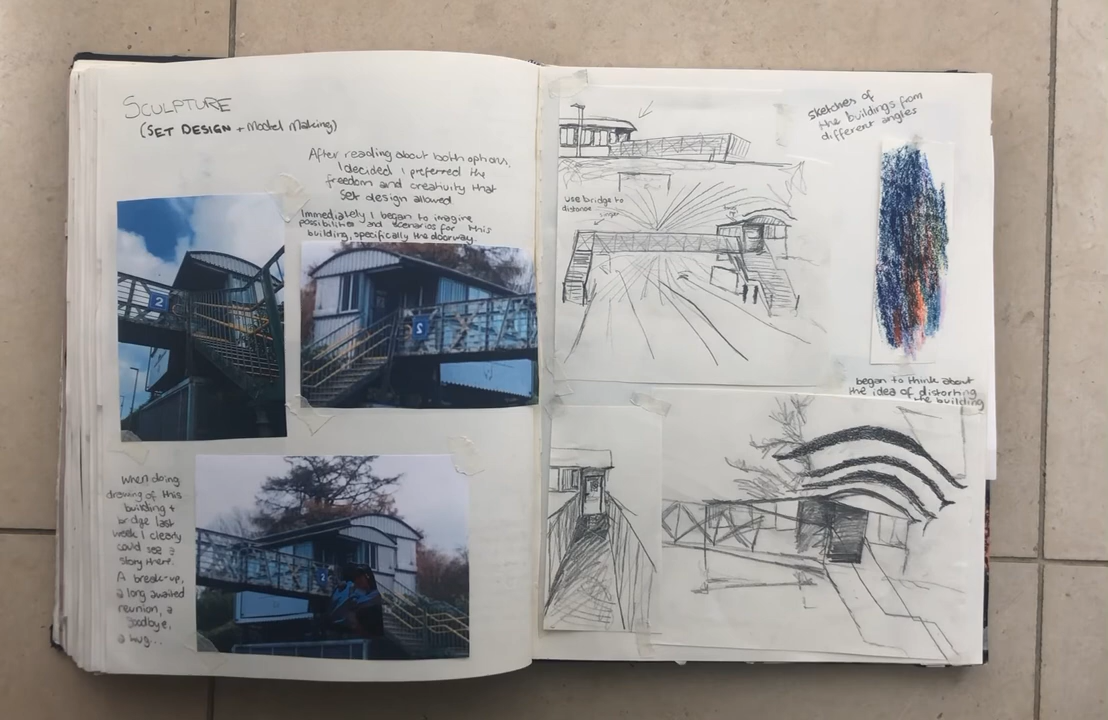 SCULPTURE
(SET DESIGN + Model Making)
After reading about both options,
I decided I preferred the
freedom and creativity that
set design allowed
Immediately I began to imagine
possibilities and scenarios for this
building, specifically the doorway.
2
2
when doing
drawing of this
building +
bridge last
week I clearly
could see a
story there.
A break-up,
a long awaited
reunion, a
goodbye,
a hug...
2
sketches of
the buildings from
different angles
use bridge to
distance
began to think about
the idea of distorting
the building